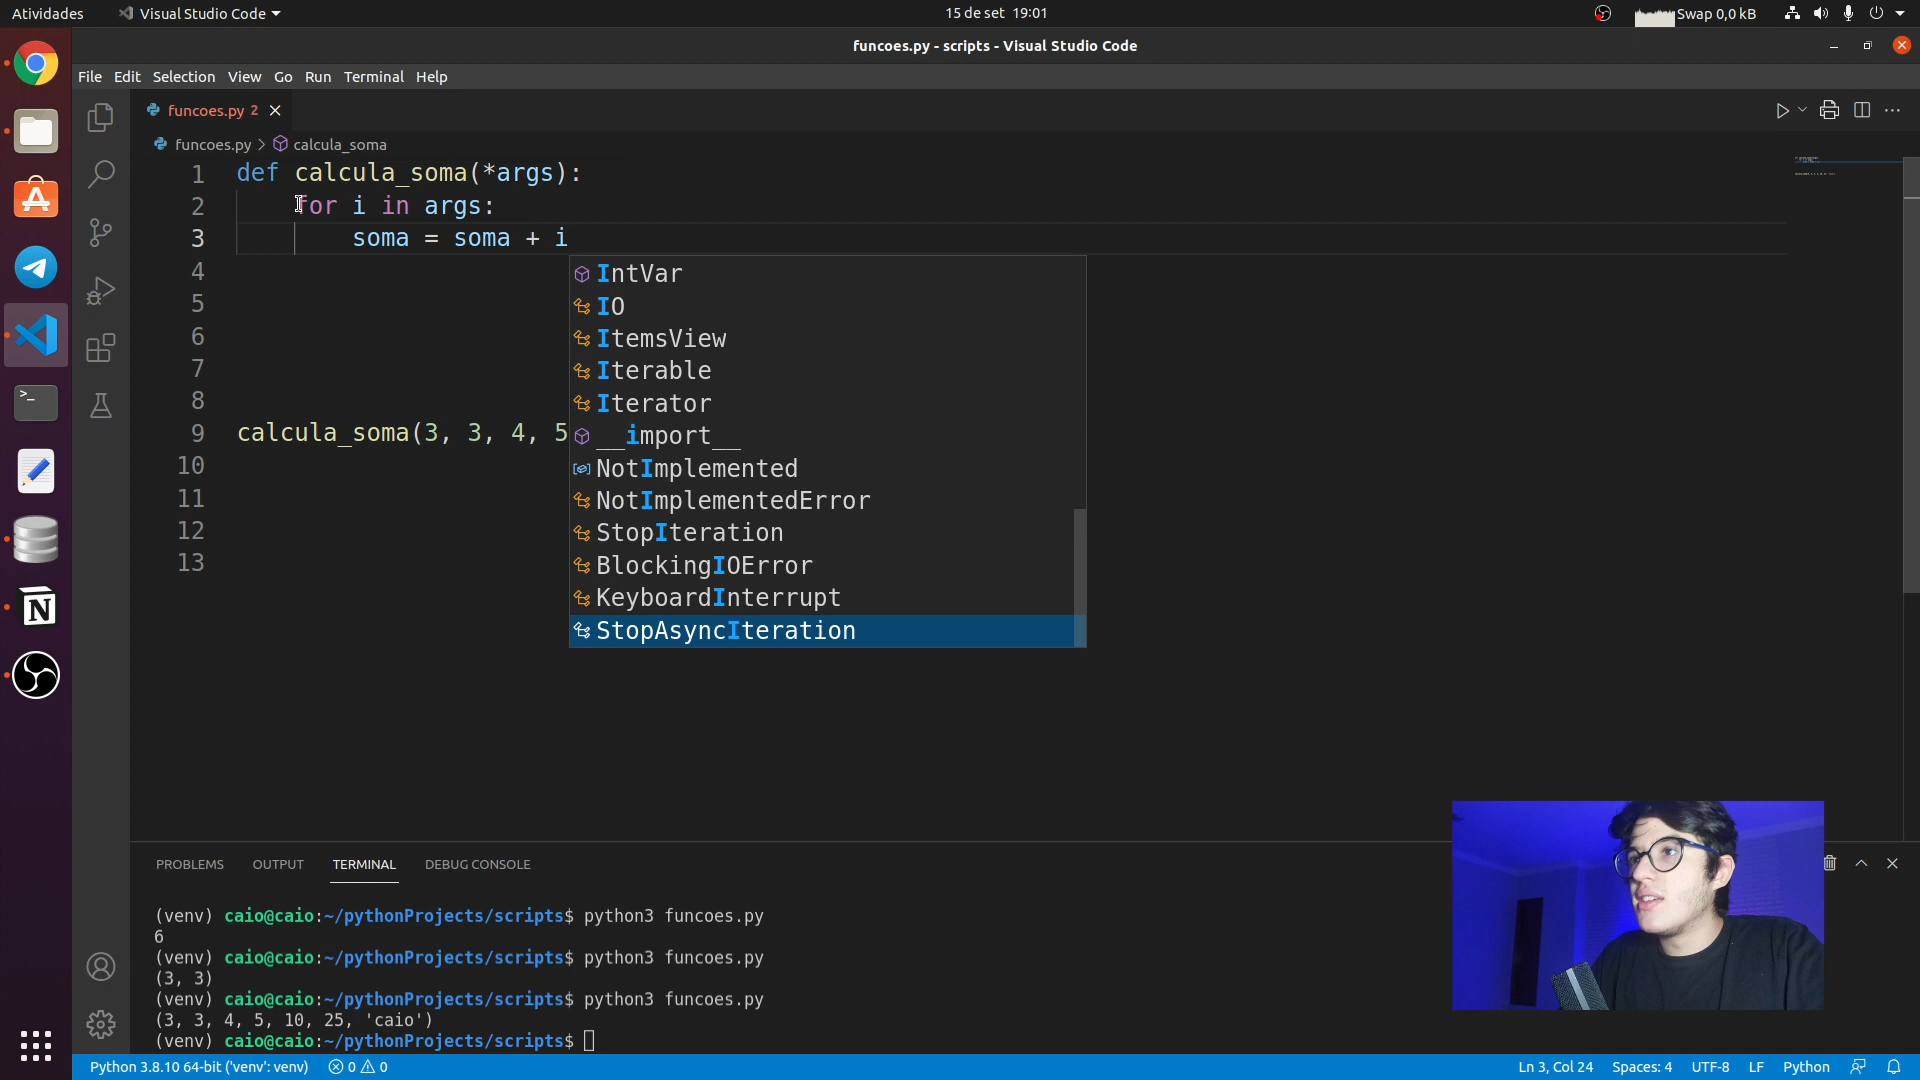 Atividades
Visual Studio Code
15 de set 19:01
Swap 0,0 kB
funcoes.py - scripts - Visual Studio Code
File Edit Selection View Go Run Terminal Help
funcoes.py 2
funcoes.py > calcula_soma
1 def calcula_soma(*args):
2 for i in args:
3 soma = soma + i
4
5
6
7
8
9 calcula_soma(3, 3, 4, 5
10
11
12
13
IntVar
IO
ItemsView
Iterable
Iterator
__import__
NotImplemented
NotImplementedError
StopIteration
BlockingIOError
KeyboardInterrupt
StopAsyncIteration
PROBLEMS OUTPUT TERMINAL DEBUG CONSOLE
(venv) caio@caio:~/pythonProjects/scripts$ python3 funcoes.py
6
(venv) caio@caio:~/pythonProjects/scripts$ python3 funcoes.py
(3, 3)
(venv) caio@caio:~/pythonProjects/scripts$ python3 funcoes.py
(3, 3, 4, 5, 10, 25, 'caio')
(venv) caio@caio:~/pythonProjects/scripts$
Python 3.8.10 64-bit ('venv': venv) 0 0
Ln 3, Col 24 Spaces: 4 UTF-8 LF Python